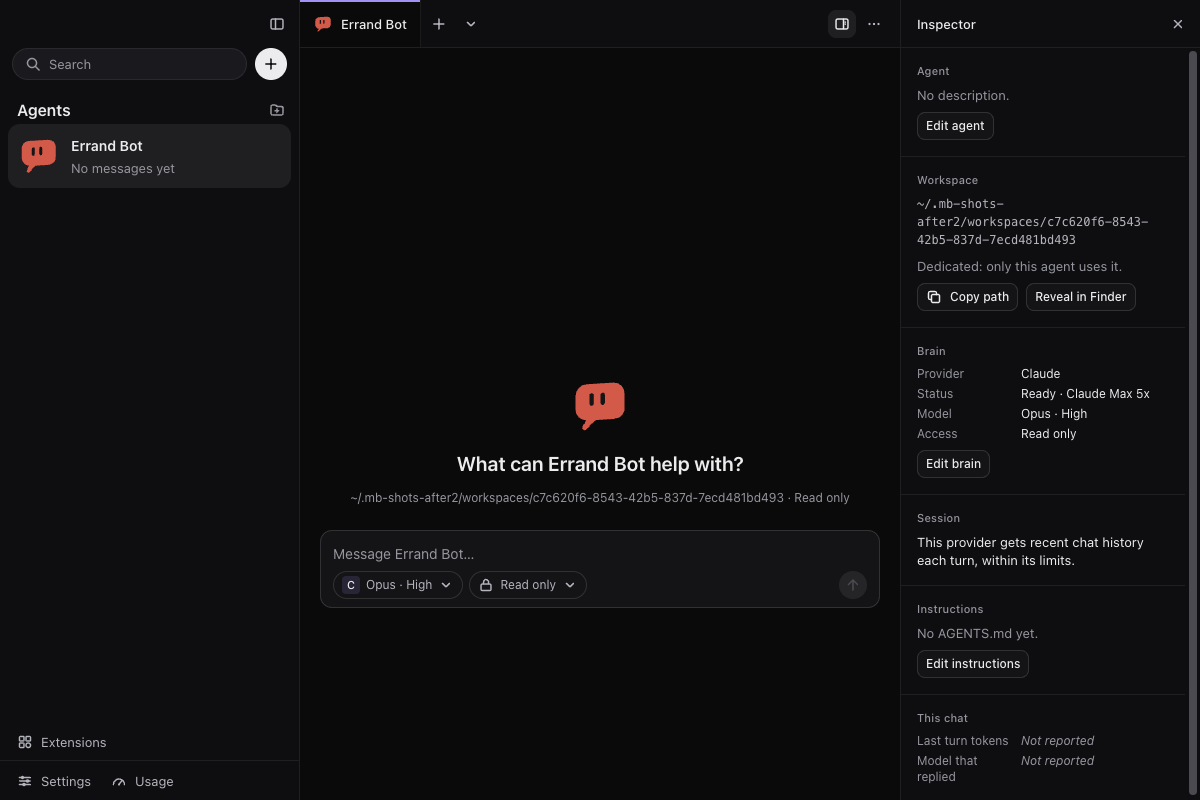 Search
Agents
Errand Bot
No messages yet
Extensions
Settings
Usage
Errand Bot
What can Errand Bot help with?
~/.mb-shots-after2/workspaces/c7c620f6-8543-42b5-837d-7ecd481bd493 · Read only
Message Errand Bot…
C Opus · High
Read only
Inspector
Agent
No description.
Edit agent
Workspace
~/.mb-shots-
after2/workspaces/c7c620f6-8543-
42b5-837d-7ecd481bd493
Dedicated: only this agent uses it.
Copy path
Reveal in Finder
Brain
Provider Claude
Status Ready · Claude Max 5x
Model Opus · High
Access Read only
Edit brain
Session
This provider gets recent chat history
each turn, within its limits.
Instructions
No AGENTS.md yet.
Edit instructions
This chat
Last turn tokens Not reported
Model that Not reported
replied